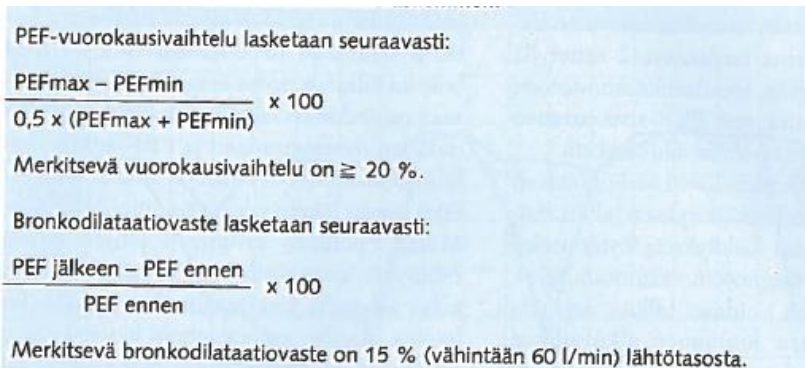 PEF-vuorokausivaihtelu lasketaan seuraavasti:
PEFmax – PEFmin
0,5 x (PEFmax + PEFmin)
x 100
Merkitsevä vuorokausivaihtelu on ≧ 20 %.
Bronkodilataatiovaste lasketaan seuraavasti:
PEF jälkeen – PEF ennen
PEF ennen
x 100
Merkitsevä bronkodilataatiovaste on 15 % (vähintään 60 l/min) lähtötasosta.